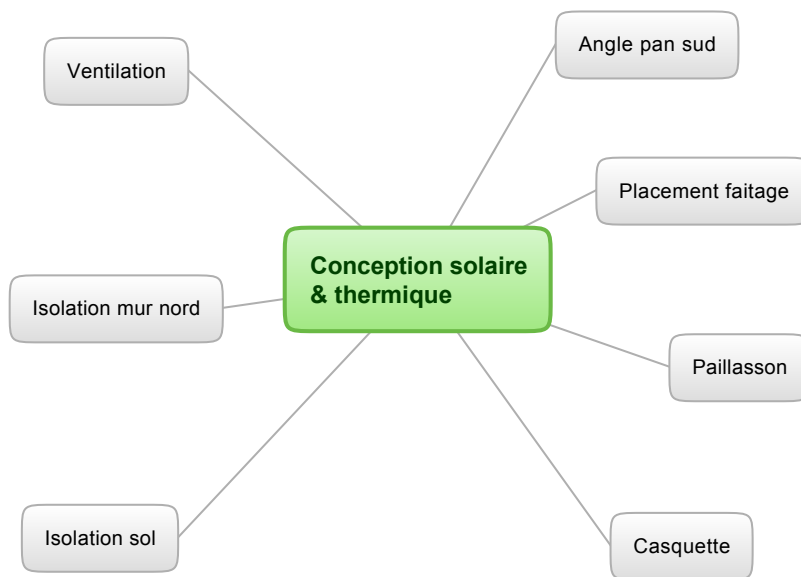 Angle pan sud
Ventilation
Placement faitage
Conception solaire
& thermique
Isolation mur nord
Paillasson
Isolation sol
Casquette